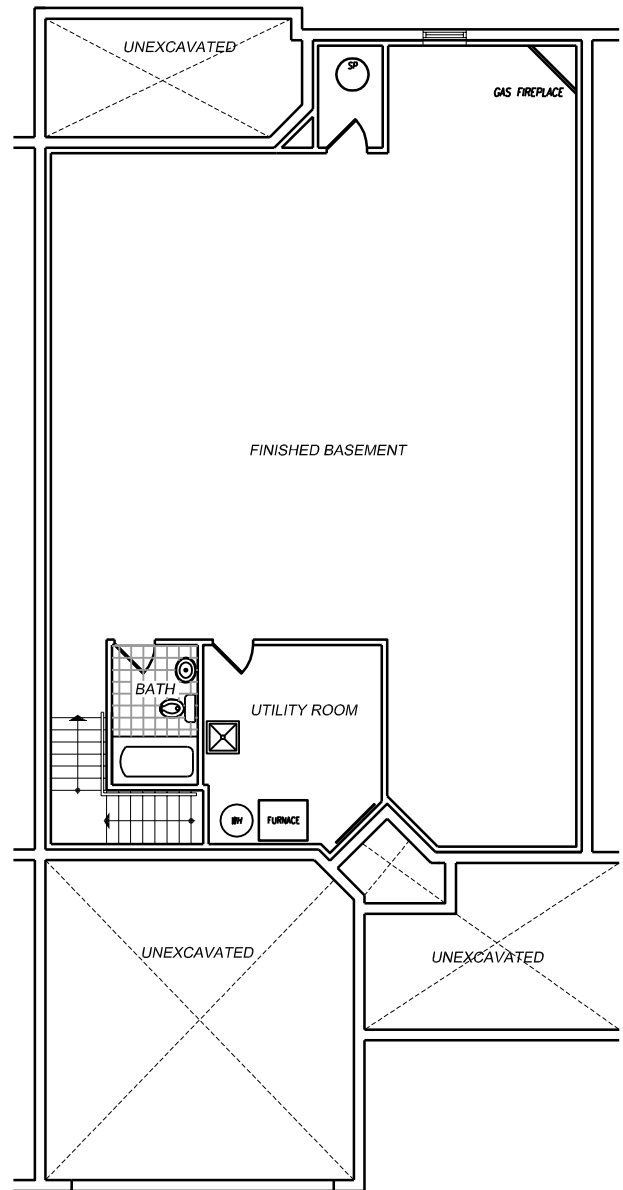 UNEXCAVATED
SP
GAS FIREPLACE
FINISHED BASEMENT
BATH
UTILITY ROOM
WH
FURNACE
UNEXCAVATED
UNEXCAVATED